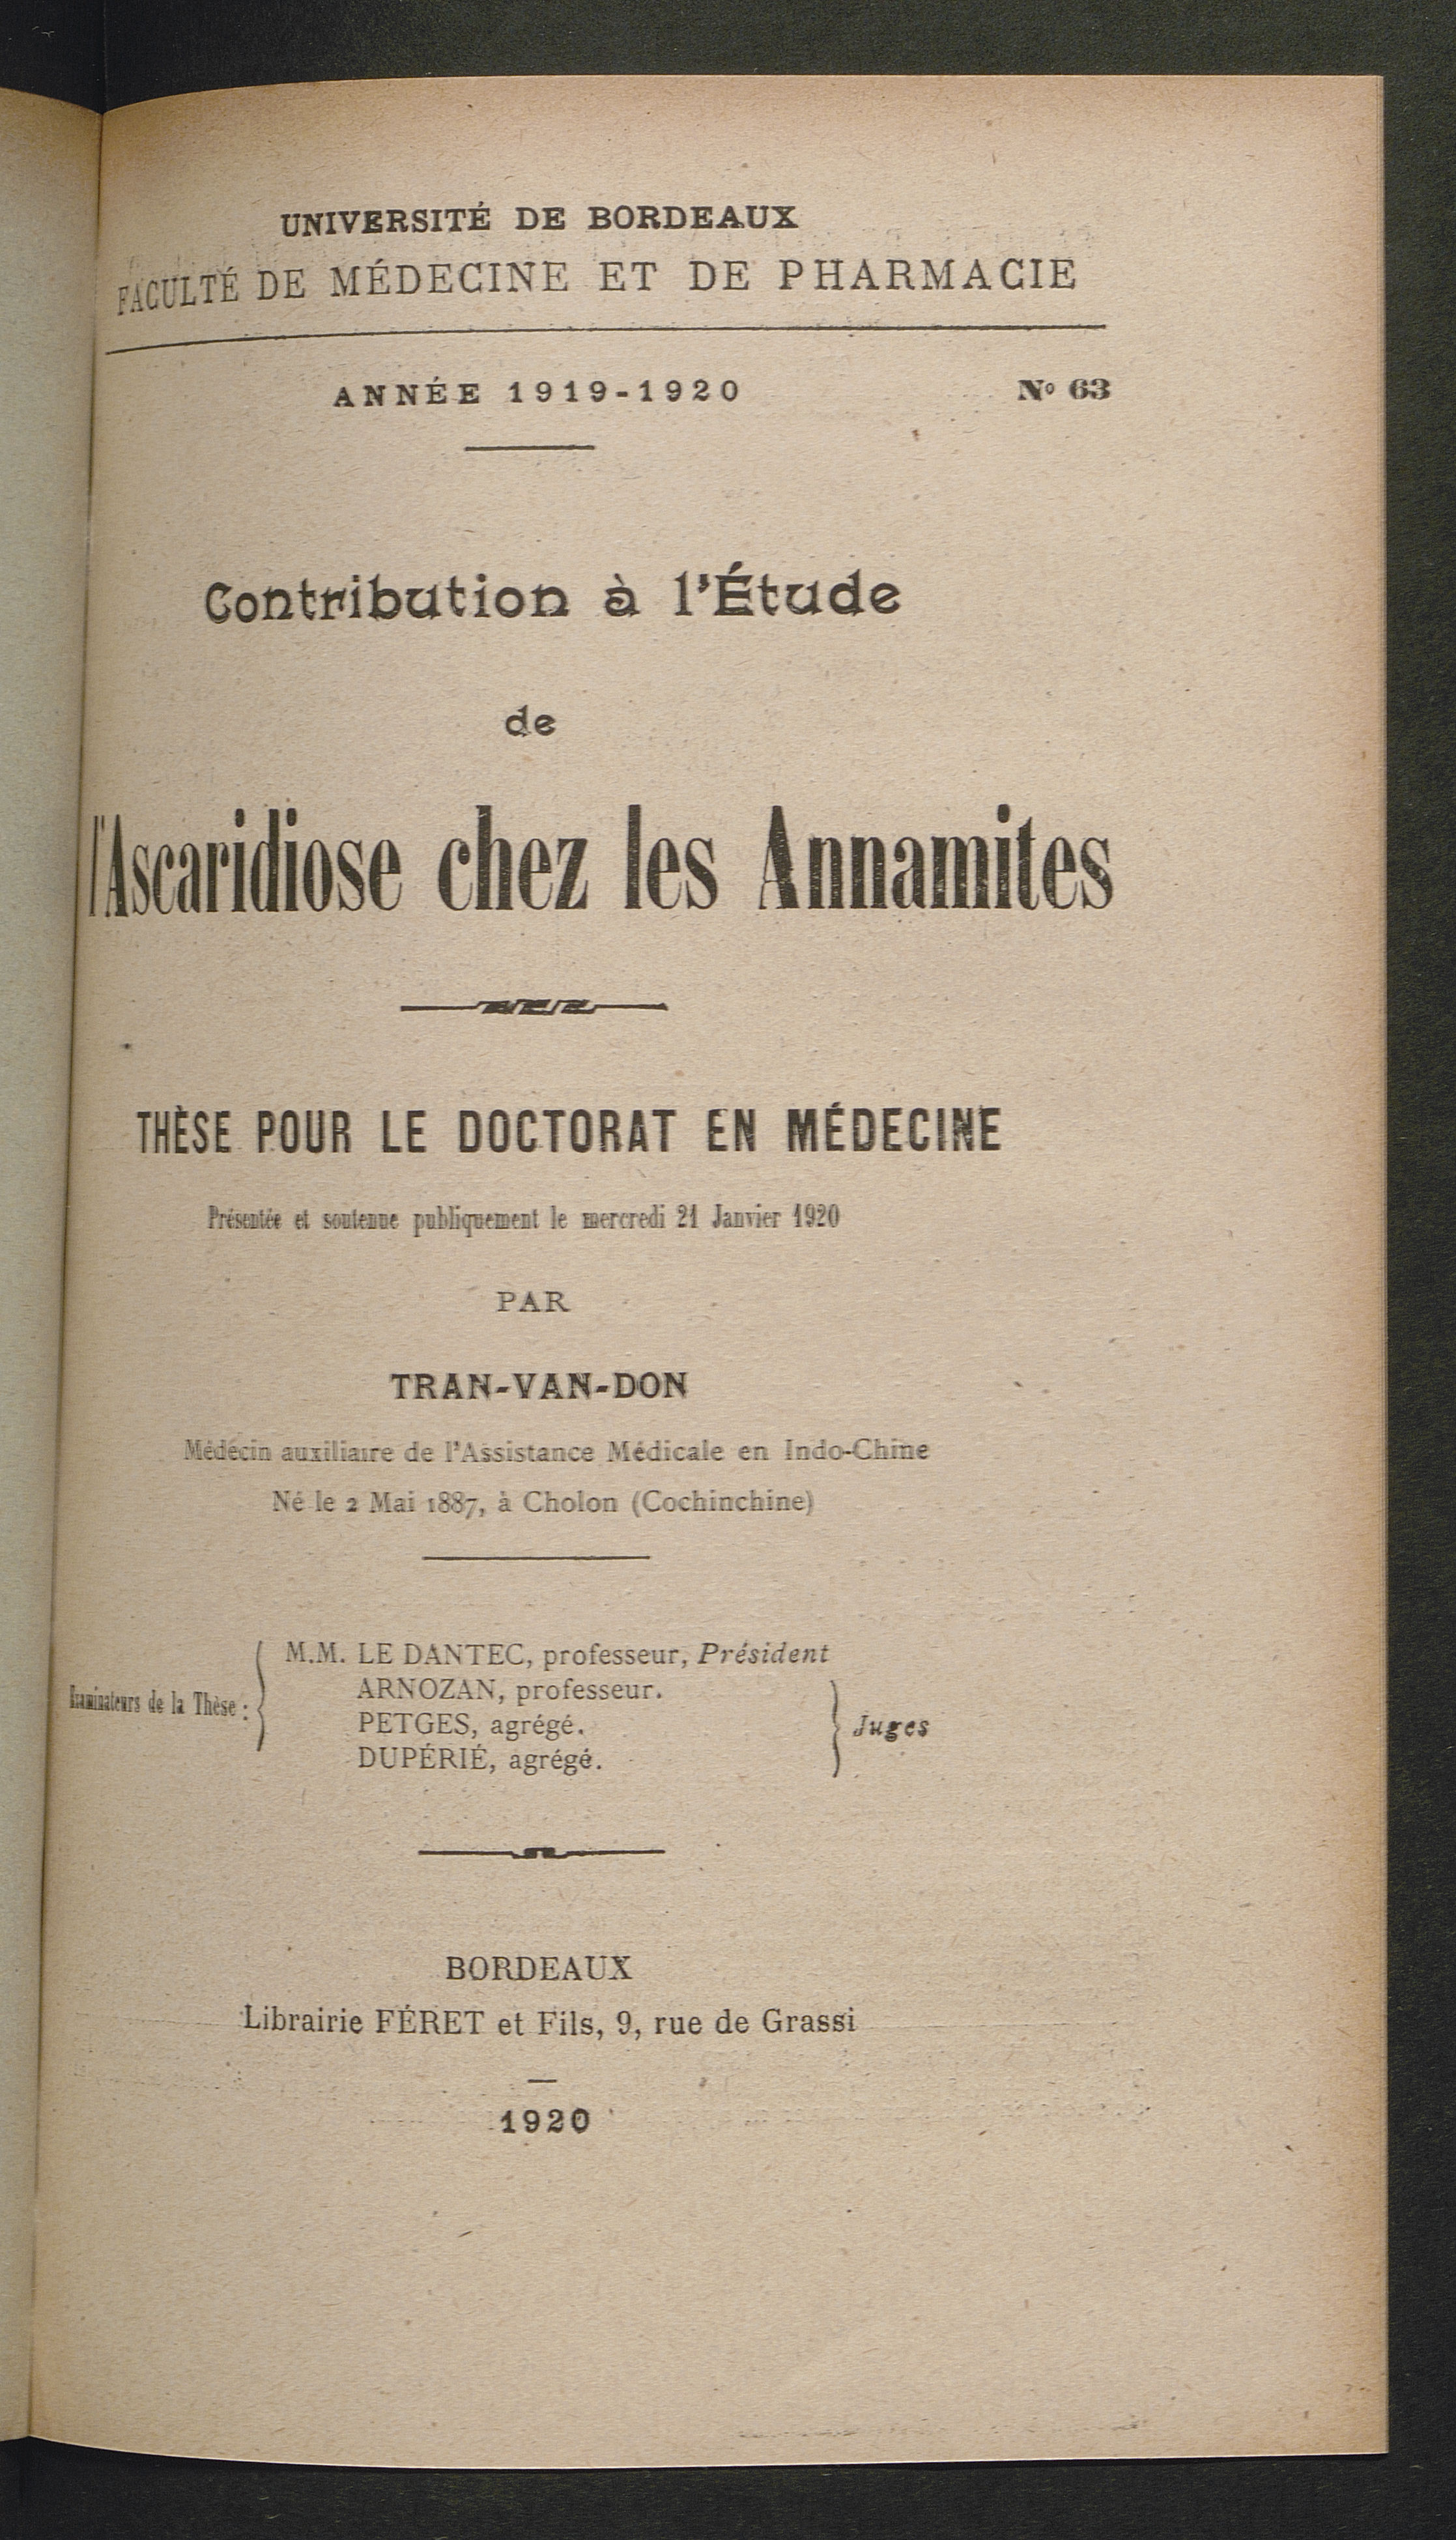 UNIVERSITÉ DE BORDEAUX
FACULTÉ DE MÉDECINE ET DE PHARMACIE
ANNÉE 1919-1920 Nº 63
Contribution à l'Étude
de
l'Ascaridiose chez les Annamites
THÈSE POUR LE DOCTORAT EN MÉDECINE
Présentée et soutenue publiquement le mercredi 21 Janvier 1920
PAR
TRAN-VAN-DON
Médecin auxiliaire de l'Assistance Médicale en Indo-Chine
Né le 2 Mai 1887, à Cholon (Cochinchine)
M.M. LE DANTEC, professeur, Président
ARNOZAN, professeur.
Examinateurs de la Thèse :
PETGES, agrégé.
Juges
DUPÉRIÉ, agrégé.
BORDEAUX
Librairie FÉRET et Fils, 9, rue de Grassi
1920